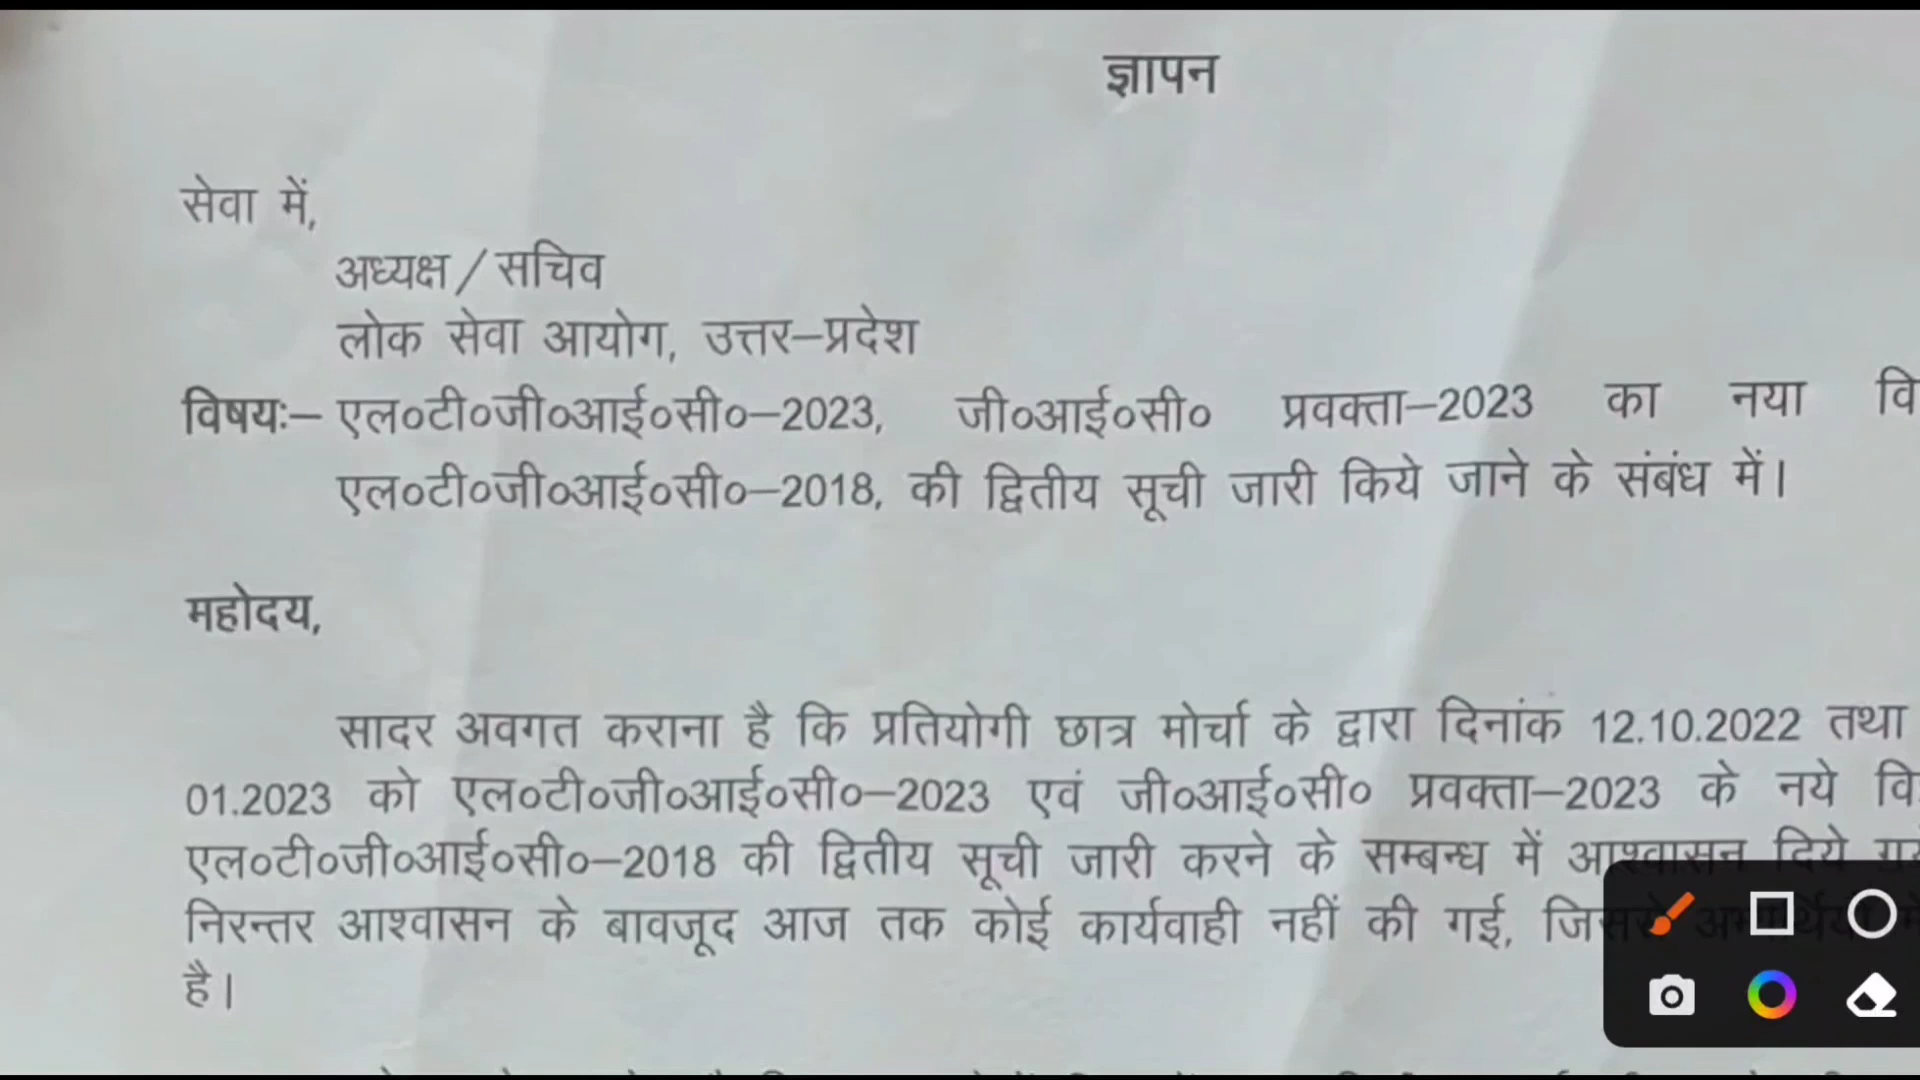 ज्ञापन
सेवा में,
अध्यक्ष/सचिव
लोक सेवा आयोग, उत्तर–प्रदेश
विषयः– एल०टी०जी०आई०सी०–2023, जी०आई०सी० प्रवक्ता–2023 का नया
एल०टी०जी०आई०सी०–2018, की द्वितीय सूची जारी किये जाने के संबंध में।
महोदय,
सादर अवगत कराना है कि प्रतियोगी छात्र मोर्चा के द्वारा दिनांक 12.10.2022 तथा
01.2023 को एल०टी०जी०आई०सी०–2023 एवं जी०आई०सी० प्रवक्ता–2023 के नये
एल०टी०जी०आई०सी०–2018 की द्वितीय सूची जारी करने के सम्बन्ध में आश्वासन दिये
निरन्तर आश्वासन के बावजूद आज तक कोई कार्यवाही नहीं की गई,
है।